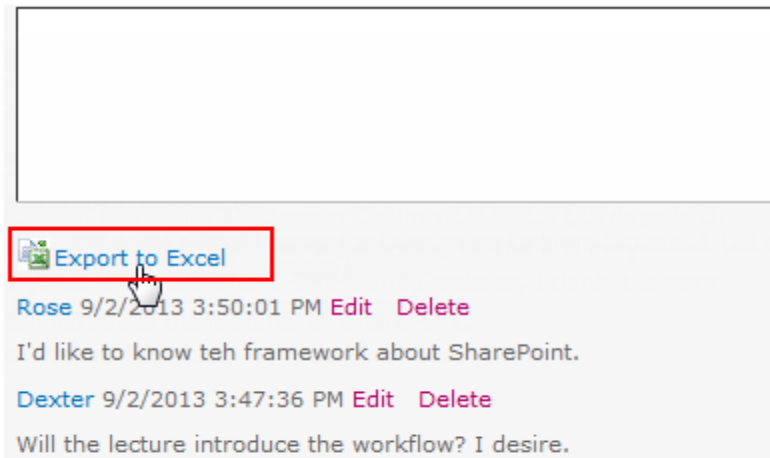 Export to Excel
Rose 9/2/2013 3:50:01 PM Edit Delete
I'd like to know teh framework about SharePoint.
Dexter 9/2/2013 3:47:36 PM Edit Delete
Will the lecture introduce the workflow? I desire.